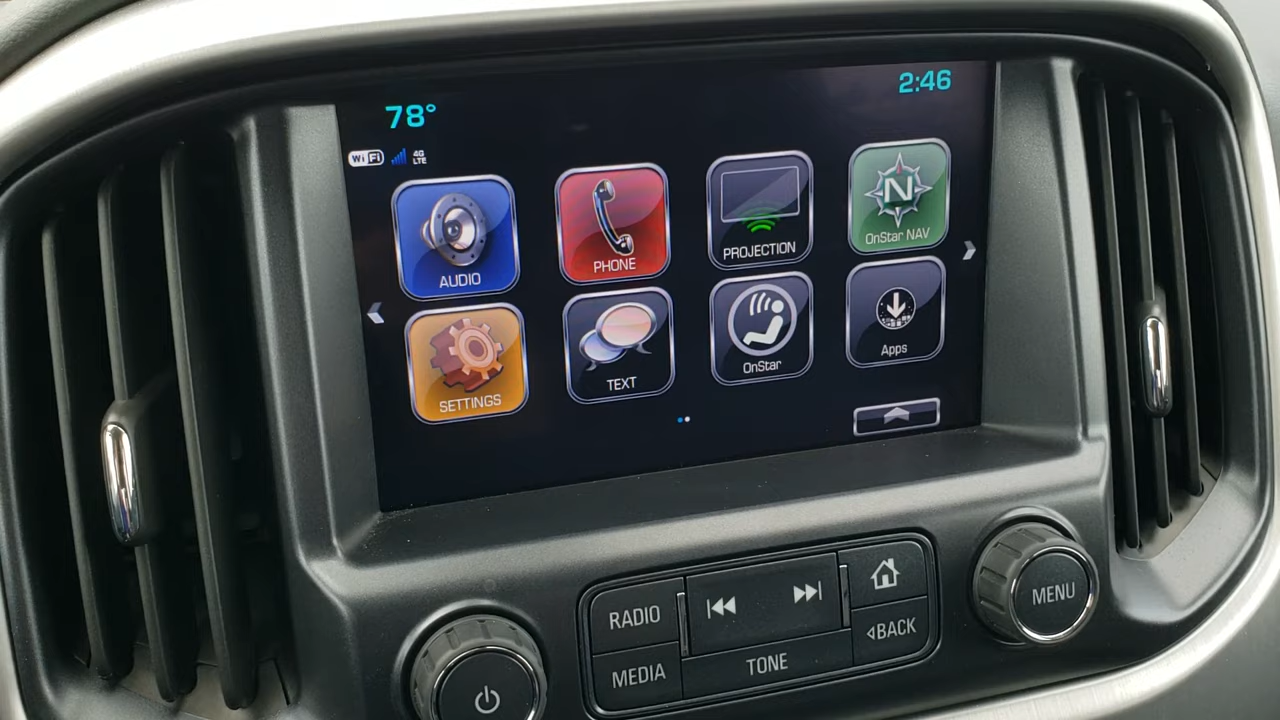 78°
2:46
WiFi
4G
LTE
AUDIO
PHONE
PROJECTION
N
OnStar NAV
SETTINGS
TEXT
OnStar
Apps
RADIO
MEDIA
TONE
BACK
MENU